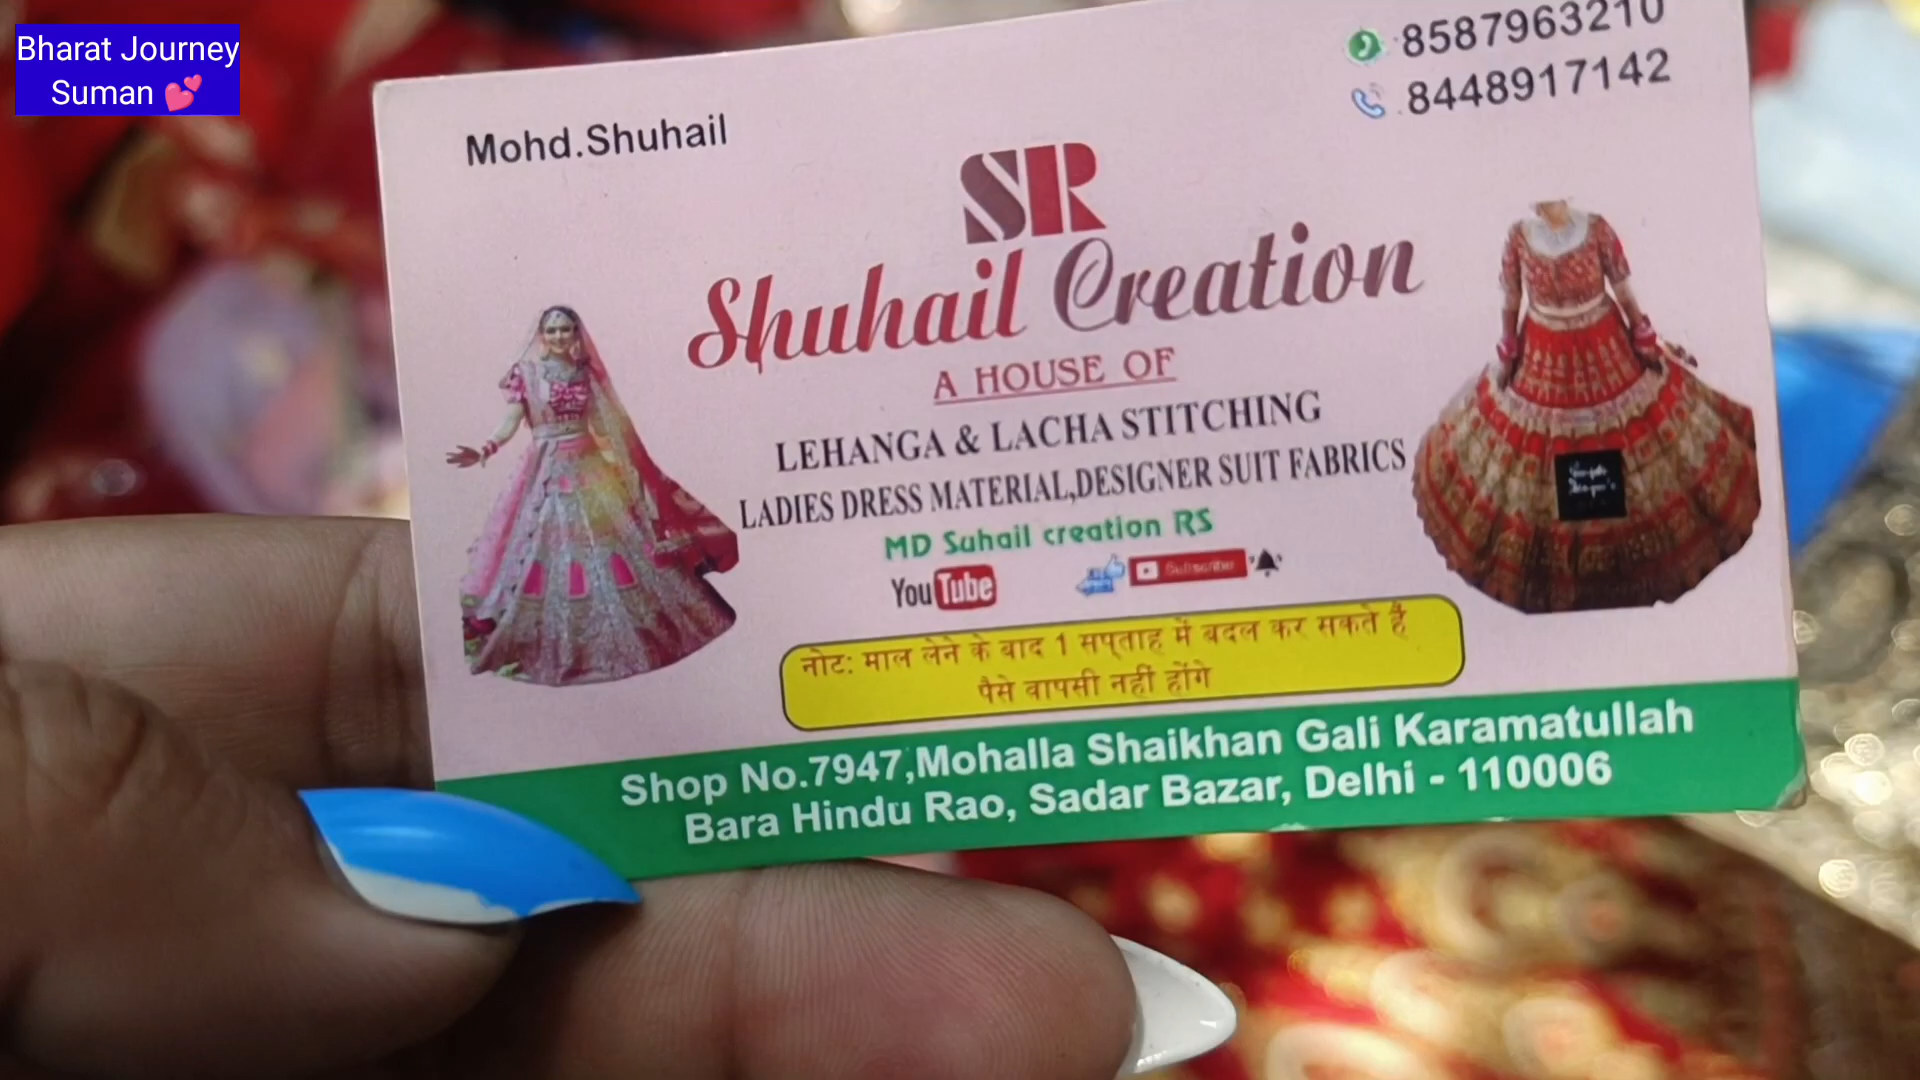 Bharat Journey
Suman 💕
8587963210
8448917142
Mohd.Shuhail
SR
Shuhail Creation
A HOUSE OF
LEHANGA & LACHA STITCHING
LADIES DRESS MATERIAL,DESIGNER SUIT FABRICS
MD Suhail creation RS
YouTube
Subscribe
नोट: माल लेने के बाद 1 सप्ताह में बदल कर सकते हैं
पैसे वापसी नहीं होंगे
Shop No.7947,Mohalla Shaikhan Gali Karamatullah
Bara Hindu Rao, Sadar Bazar, Delhi - 110006